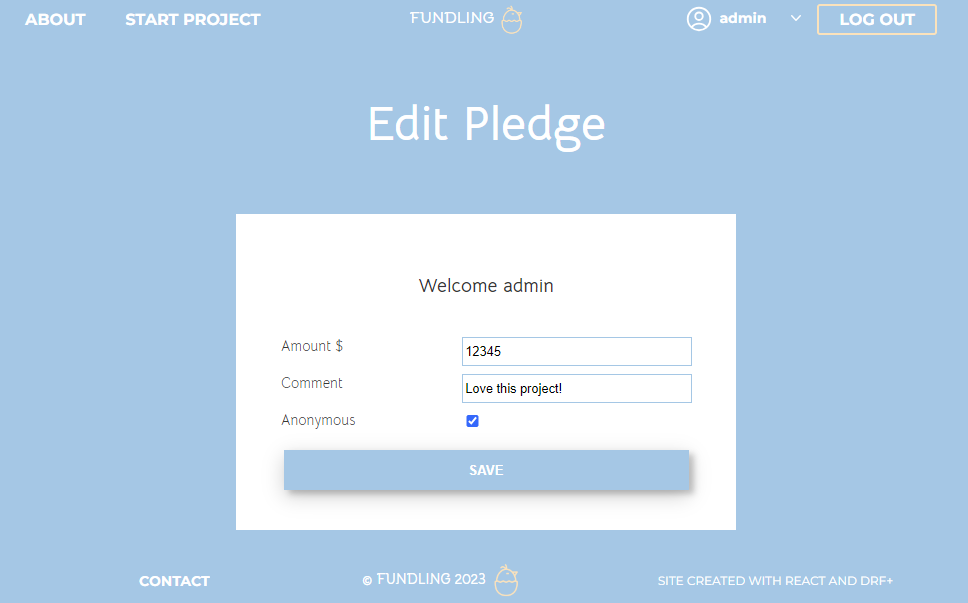 ABOUT START PROJECT FUNDLING admin LOG OUT
Edit Pledge
Welcome admin
Amount $ 12345
Comment Love this project!
Anonymous
SAVE
CONTACT © FUNDLING 2023 SITE CREATED WITH REACT AND DRF+